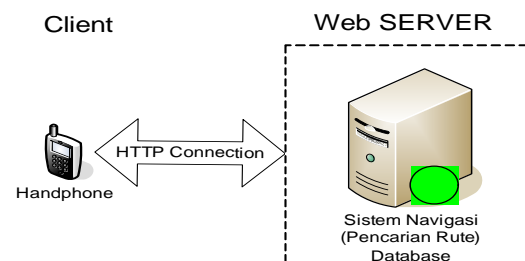 Client
Web SERVER
HTTP Connection
Handphone
Sistem Navigasi
(Pencarian Rute)
Database